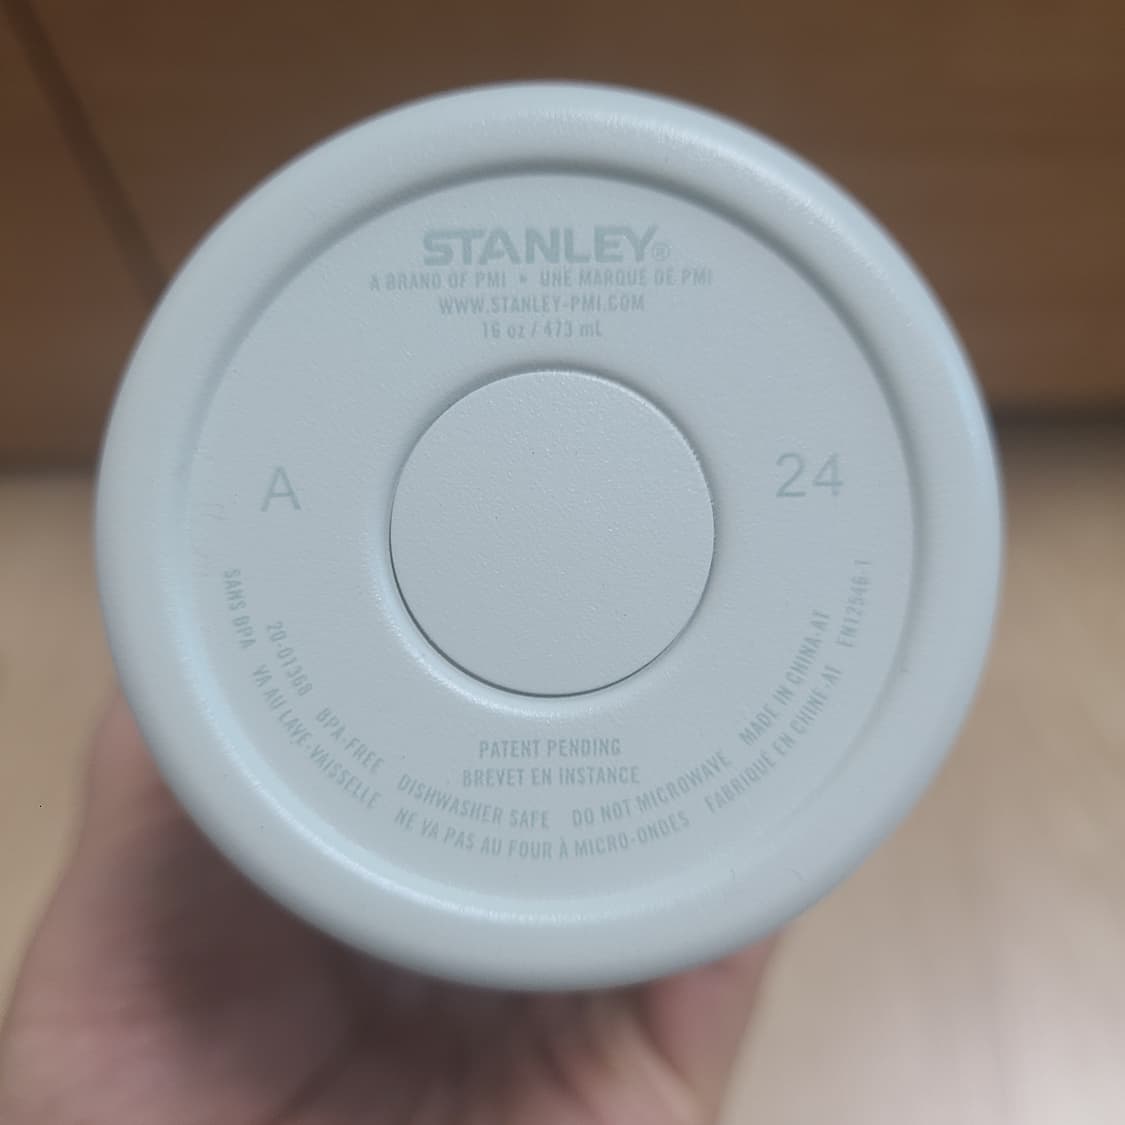 STANLEY®
A BRAND OF PMI • UNE MARQUE DE PMI
WWW.STANLEY-PMI.COM
16 oz / 473 mL
A
24
PATENT PENDING
BREVET EN INSTANCE
20-01368 BPA-FREE DISHWASHER SAFE DO NOT MICROWAVE MADE IN CHINA-AT
SANS BPA VA AU LAVE-VAISSELLE NE VA PAS AU FOUR À MICRO-ONDES FABRIQUÉ EN CHINE-AT EN12546-1